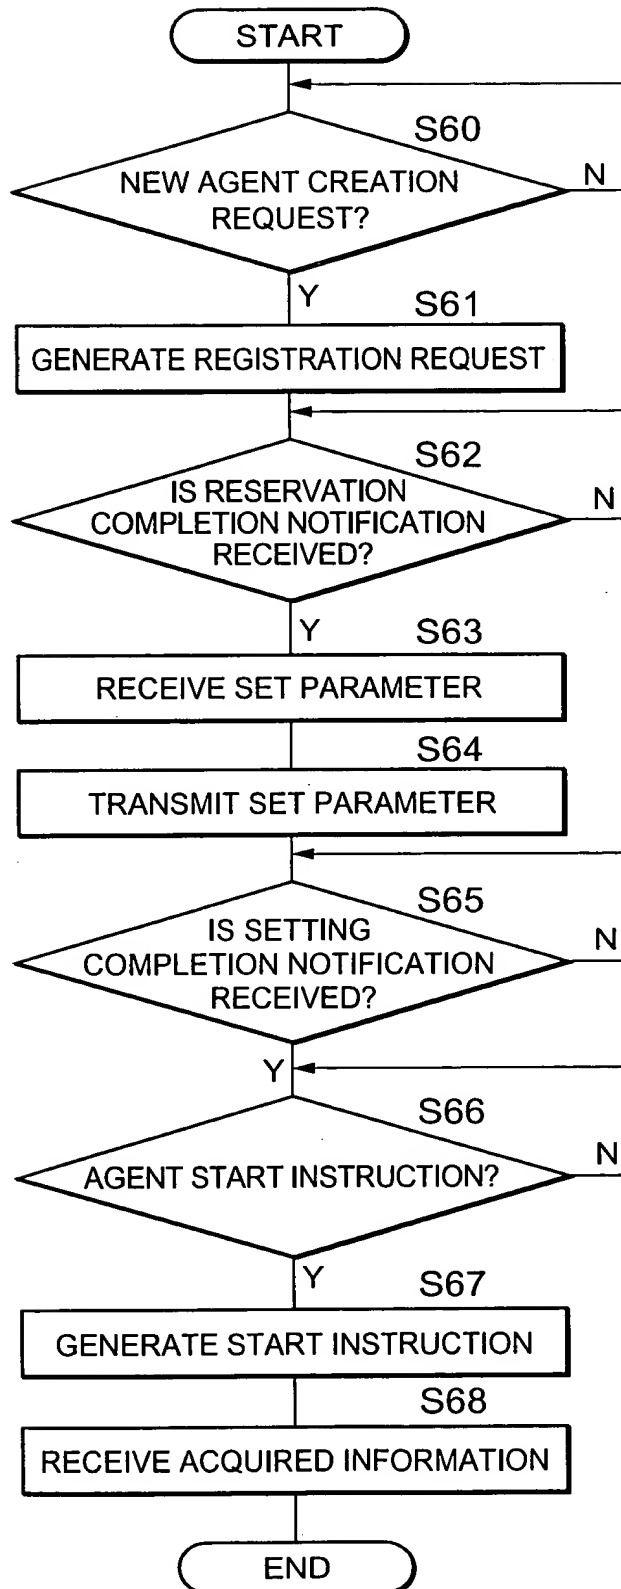 START
S60
NEW AGENT CREATION
REQUEST?
N
Y
S61
GENERATE REGISTRATION REQUEST
S62
IS RESERVATION
COMPLETION NOTIFICATION
RECEIVED?
N
Y
S63
RECEIVE SET PARAMETER
S64
TRANSMIT SET PARAMETER
S65
IS SETTING
COMPLETION NOTIFICATION
RECEIVED?
N
Y
S66
AGENT START INSTRUCTION?
N
Y
S67
GENERATE START INSTRUCTION
S68
RECEIVE ACQUIRED INFORMATION
END